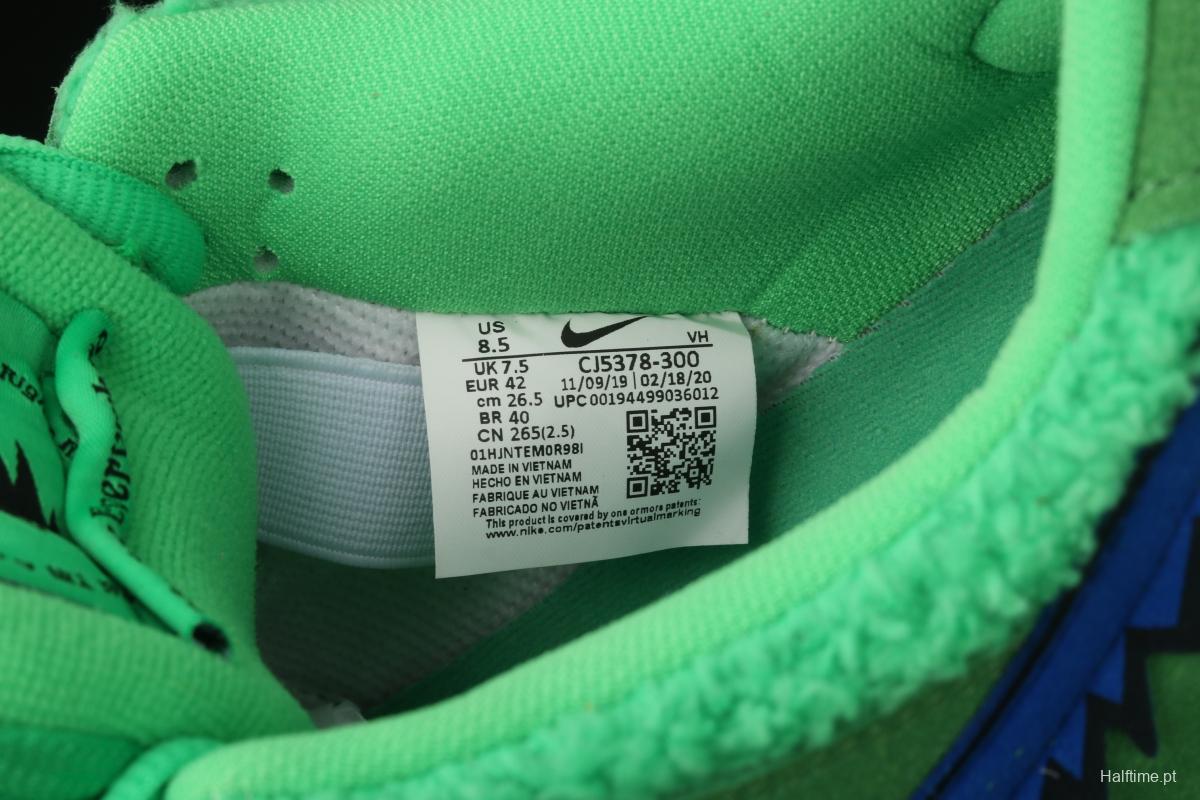 US
8.5
VH
UK 7.5
CJ5378-300
EUR 42
11/09/19 | 02/18/20
cm 26.5
UPC 00194499036012
BR 40
CN 265(2.5)
01HJNTEM0R98I
MADE IN VIETNAM
HECHO EN VIETNAM
FABRIQUE AU VIETNAM
FABRICADO NO VIETNÃ
This product is covered by one or more patents:
www.nike.com/patentsvirtualmarking
Halftime.pt